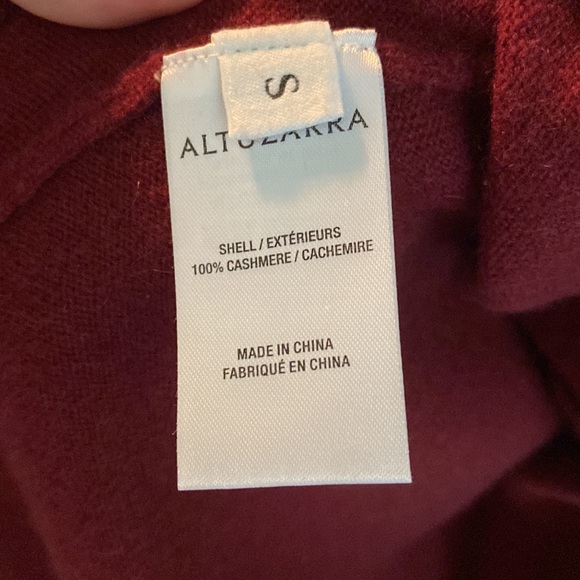 S
ALTUZARRA
SHELL / EXTÉRIEURS
100% CASHMERE / CACHEMIRE
MADE IN CHINA
FABRIQUÉ EN CHINA